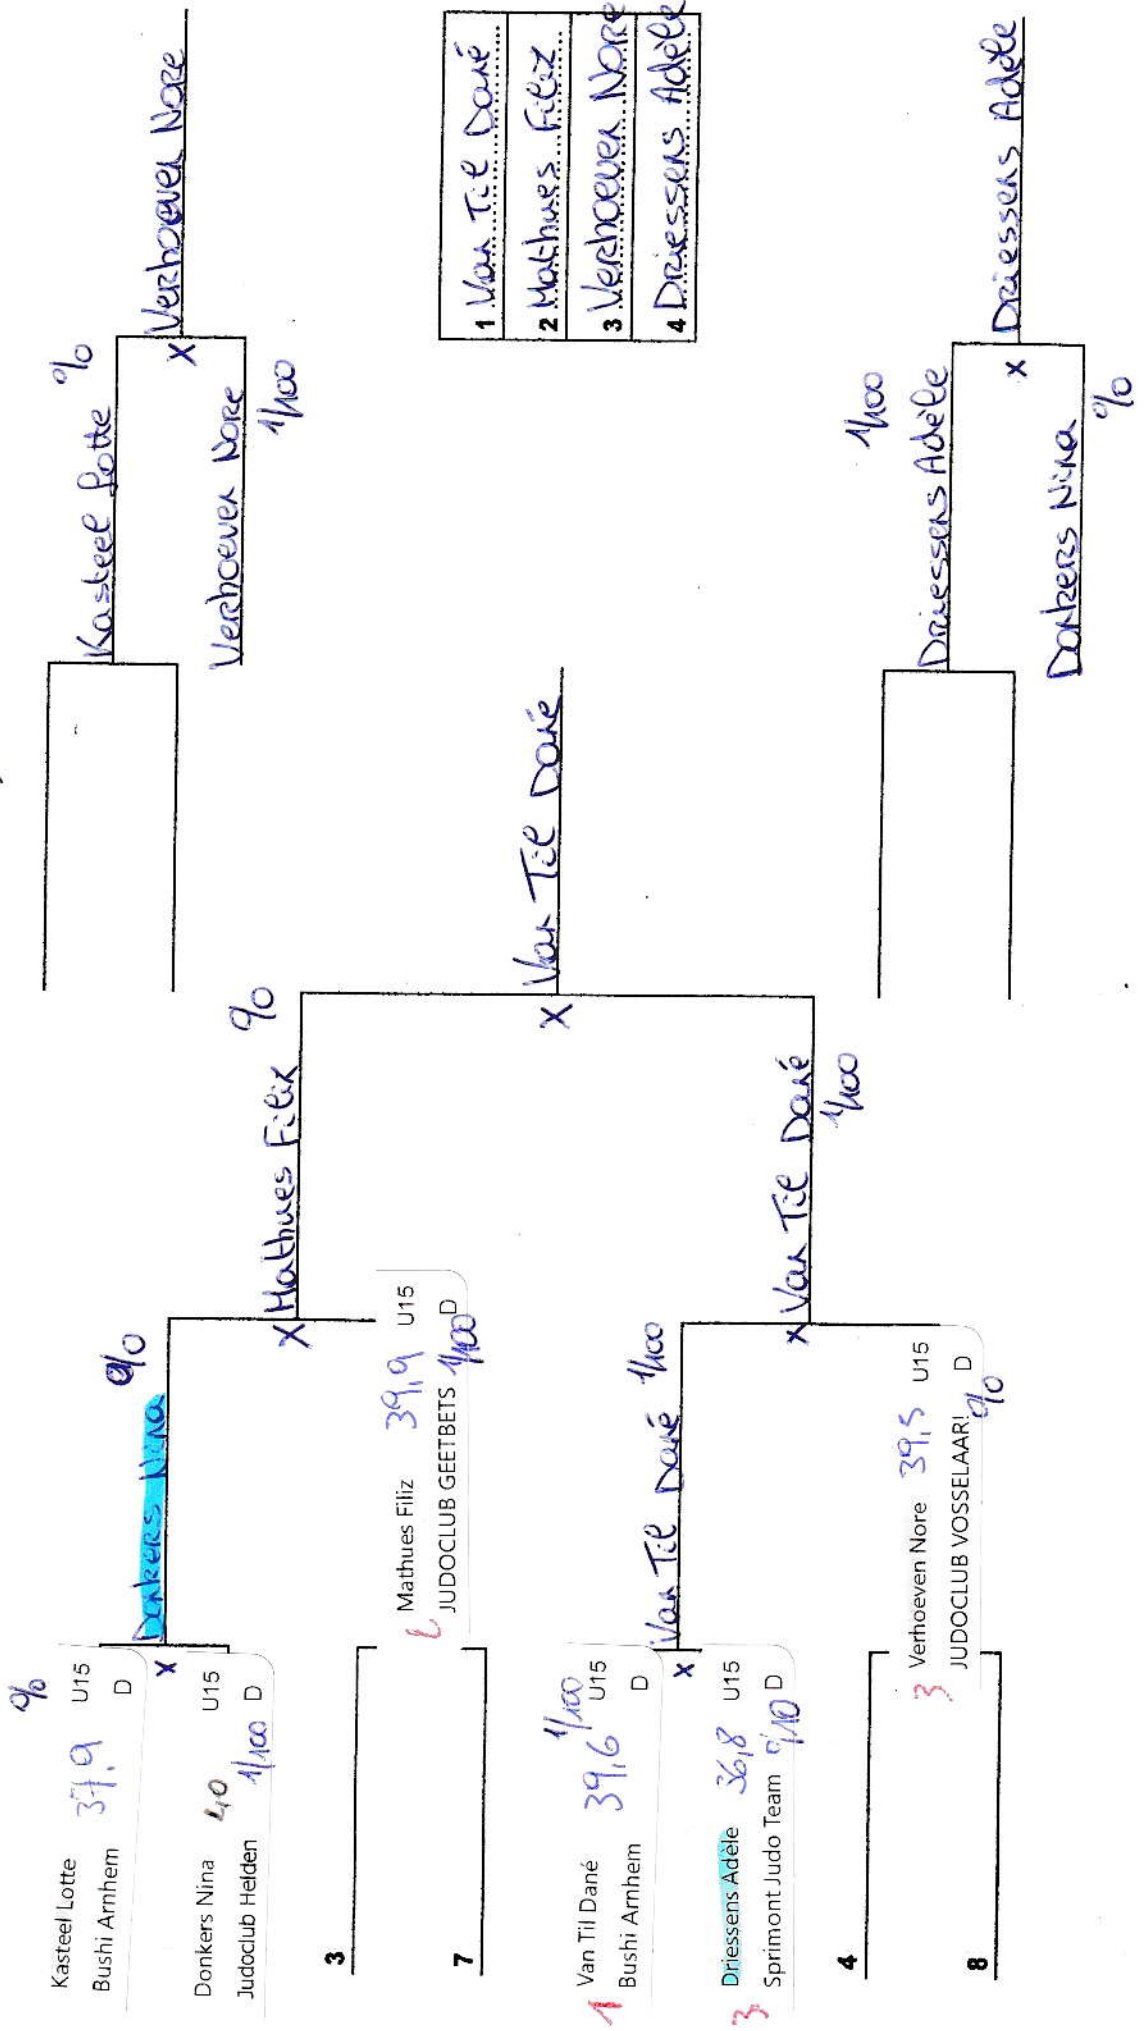 Kasteel Lotte 37,9 U15 0/0
Bushi Arnhem D
Donkers Nina 40 U15
Judoclub Helden 1/100 D
Donkers Nina 0/0
X
3
7
Mathues Filiz 39,9 U15
JUDOCLUB GEETBETS 1/100 D
X
Mathues Filiz 0/0
1 Van Til Dané 39,6 1/100 U15
Bushi Arnhem D
3 Driessens Adèle 36,8 U15
Sprimont Judo Team 0/10 D
X
Van Til Dané 1/100
4
8
3 Verhoeven Nore 39,5 U15
JUDOCLUB VOSSELAAR! D
0/0
X
Van Til Dané 1/100
X
Van Til Dané
Kasteel Lotte 0/0
Verhoeven Nore 1/100
X
Verhoeven Nore
1 Van Til Dané
2 Mathues Filiz
3 Verhoeven Nore
4 Driessens Adèle
Driessens Adèle 1/100
Donkers Nina 0/0
X
Driessens Adèle